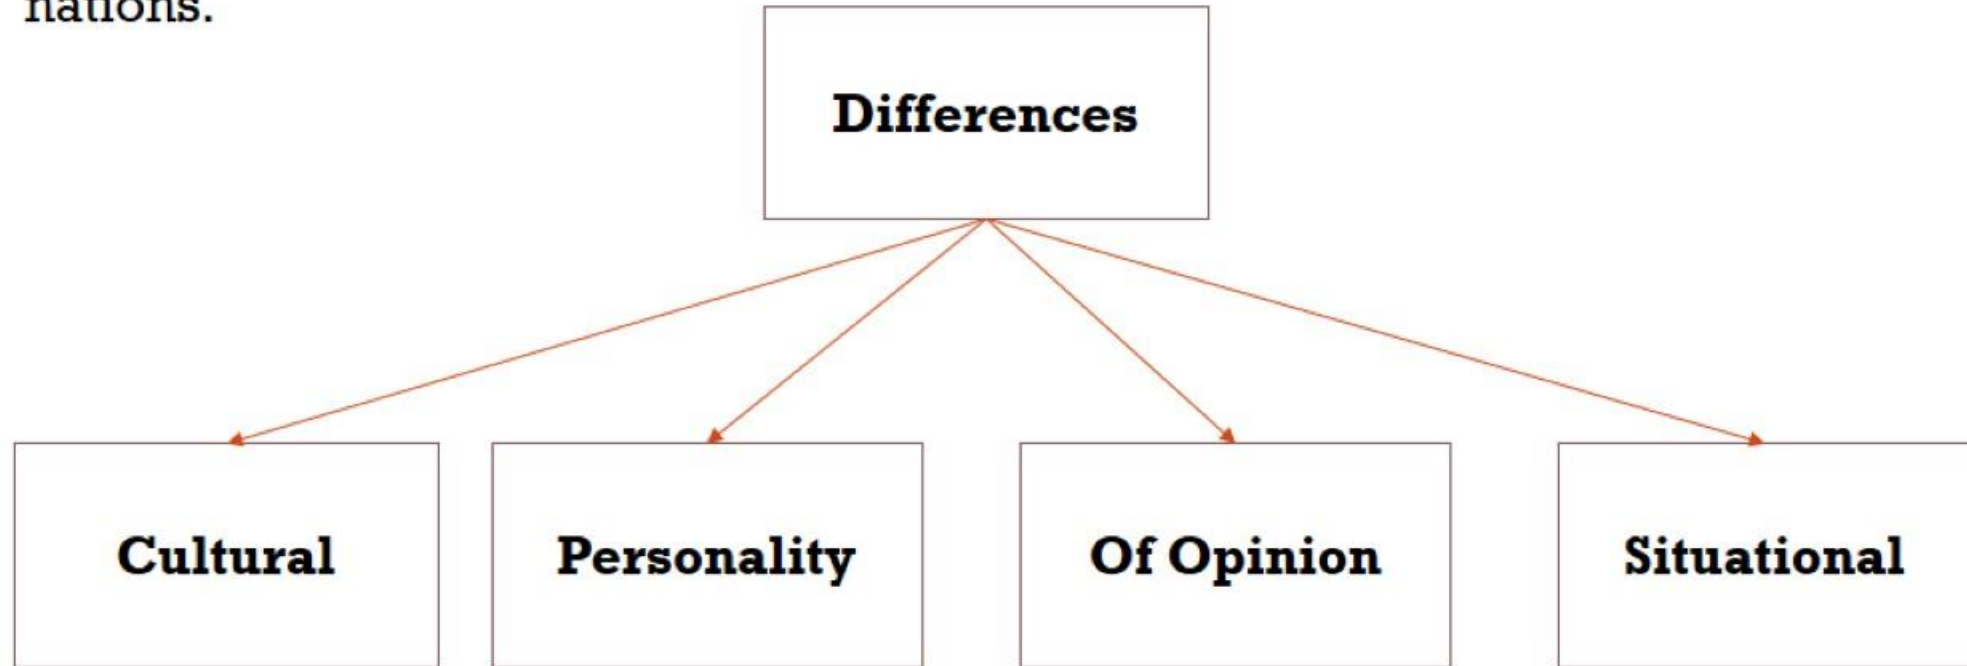 nations.
Differences
Cultural
Personality
Of Opinion
Situational